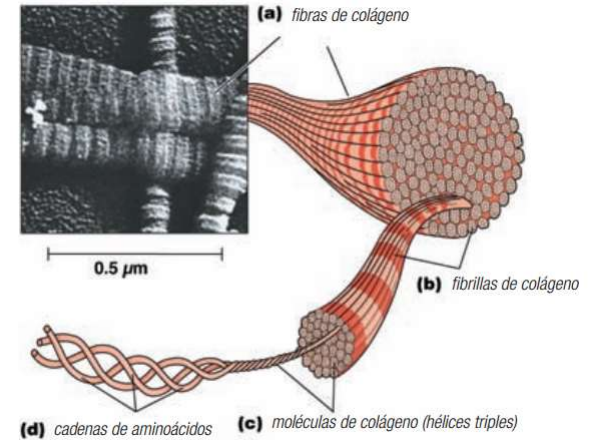 (a) fibras de colágeno
0.5 µm
(b) fibrillas de colágeno
(c) moléculas de colágeno (hélices triples)
(d) cadenas de aminoácidos